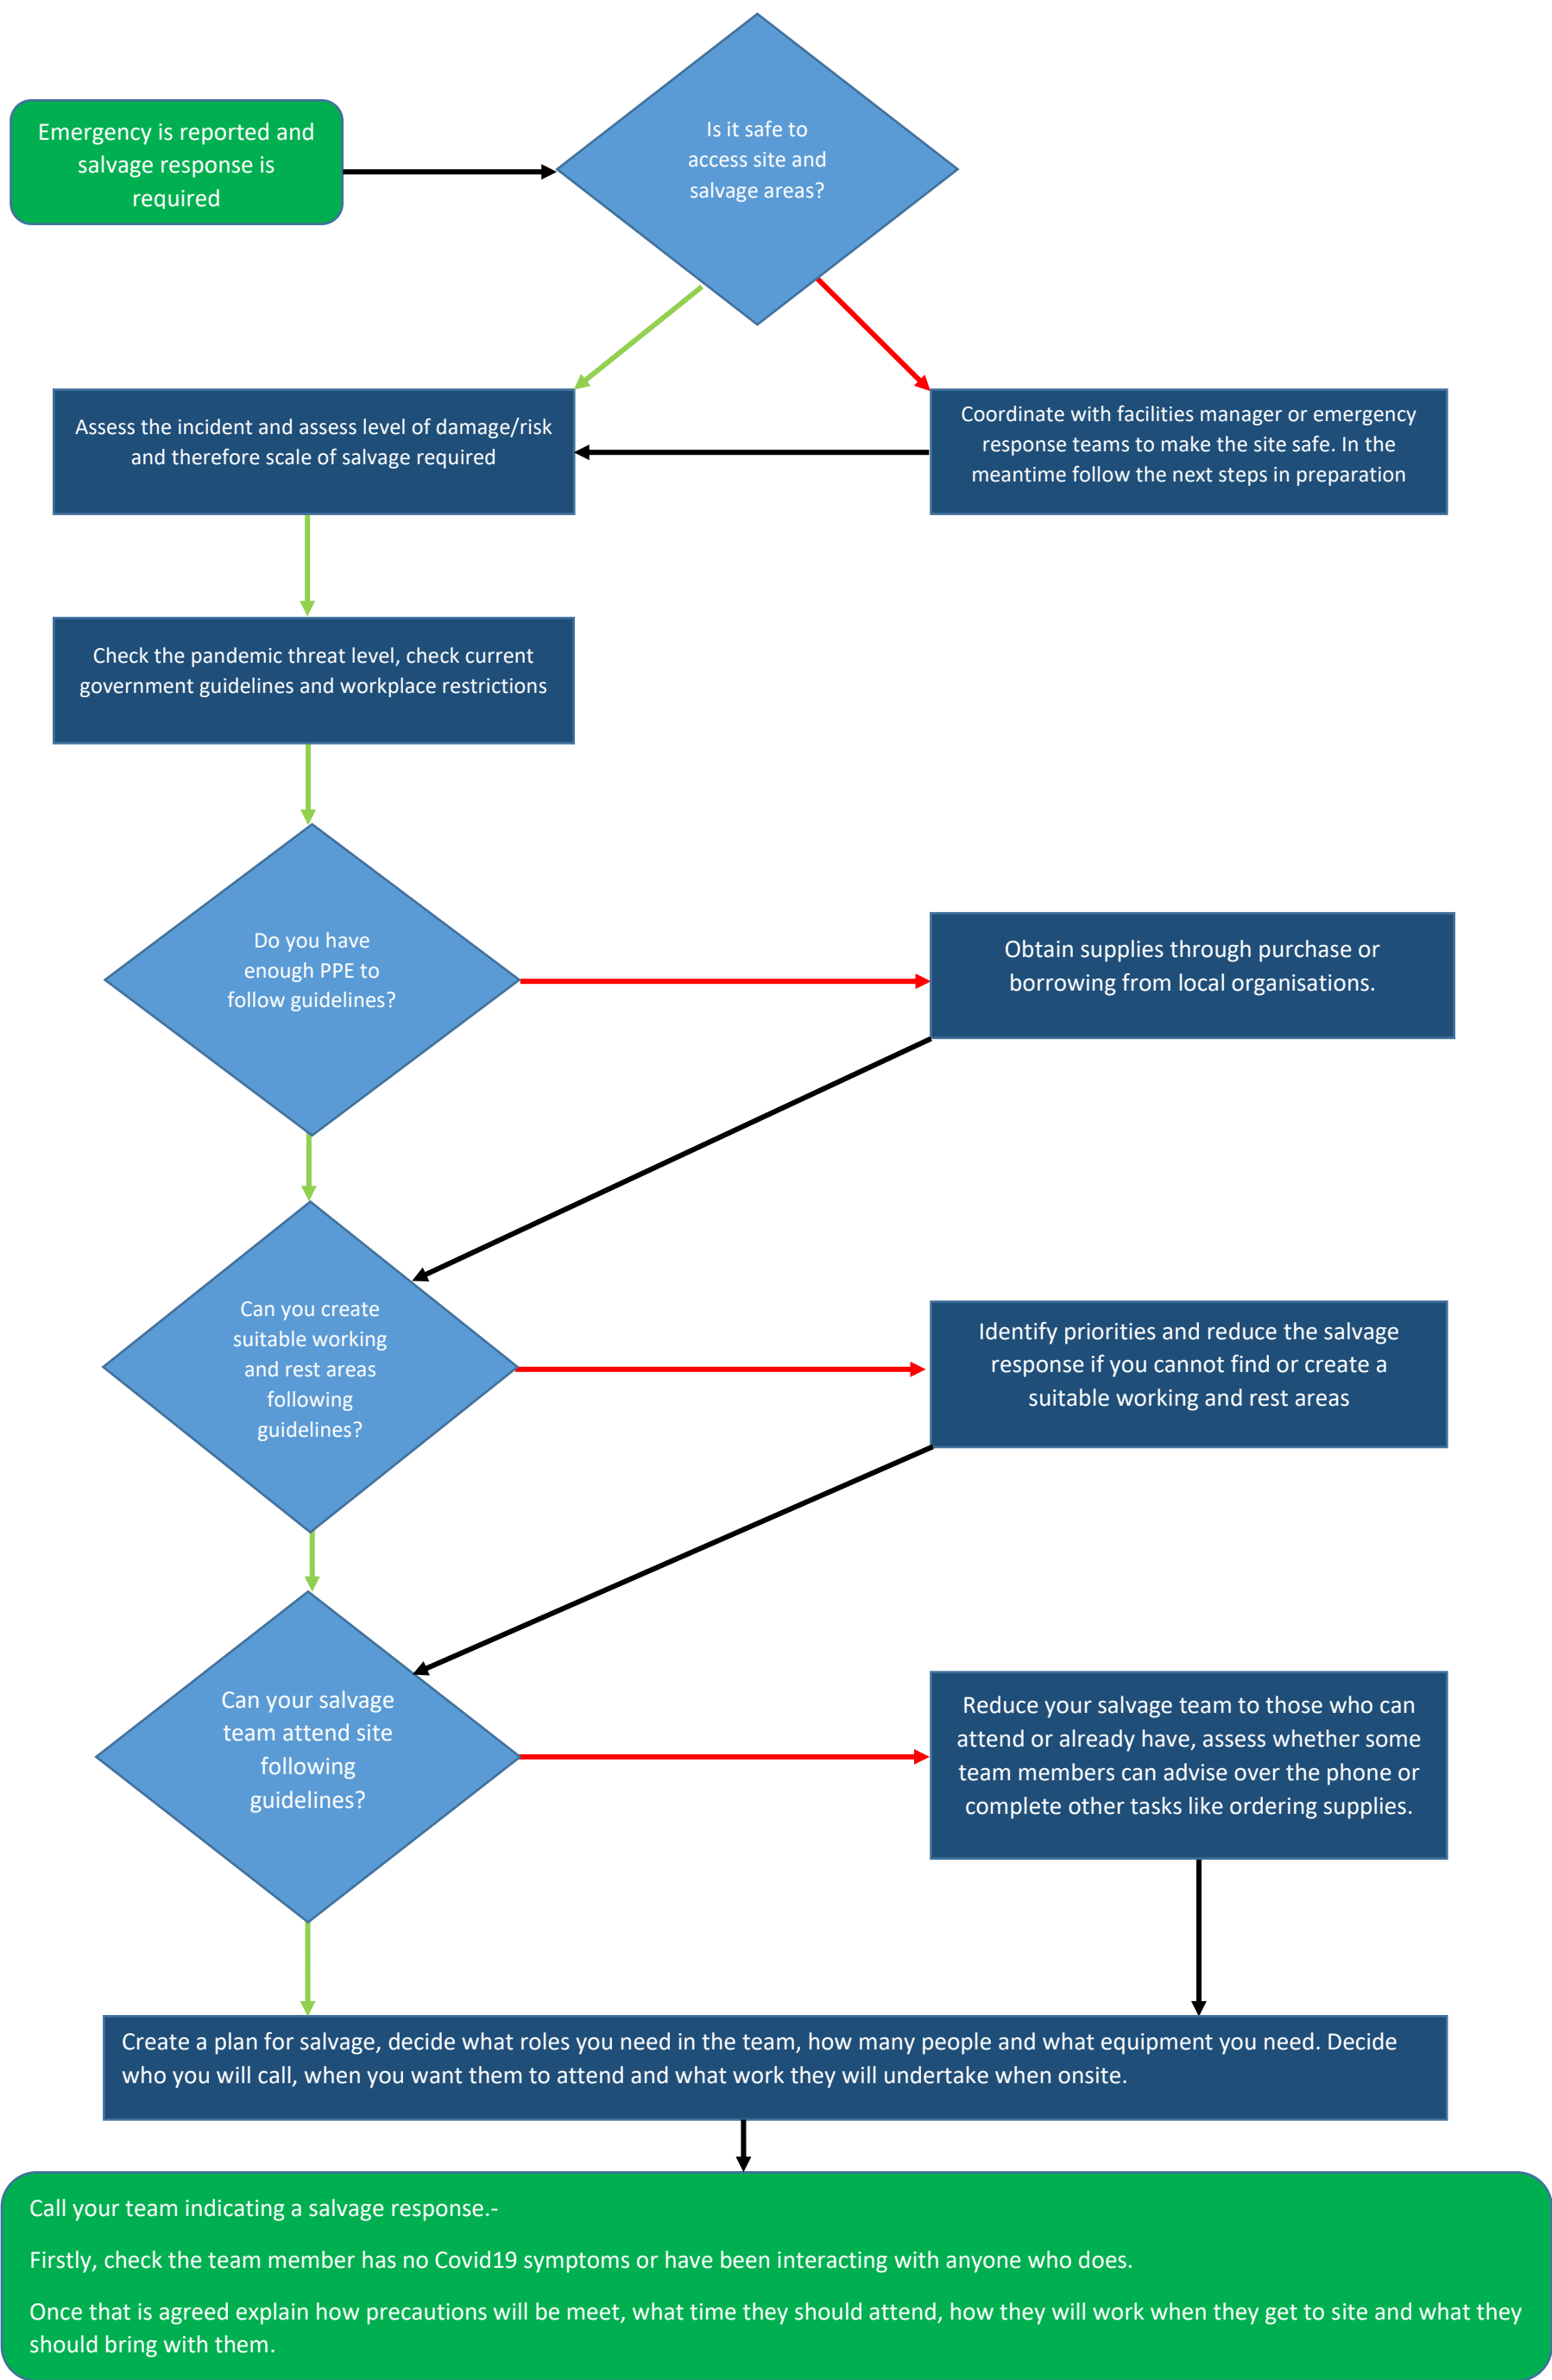 Emergency is reported and
salvage response is
required
Is it safe to
access site and
salvage areas?
Assess the incident and assess level of damage/risk
and therefore scale of salvage required
Coordinate with facilities manager or emergency
response teams to make the site safe. In the
meantime follow the next steps in preparation
Check the pandemic threat level, check current
government guidelines and workplace restrictions
Do you have
enough PPE to
follow guidelines?
Obtain supplies through purchase or
borrowing from local organisations.
Can you create
suitable working
and rest areas
following
guidelines?
Identify priorities and reduce the salvage
response if you cannot find or create a
suitable working and rest areas
Can your salvage
team attend site
following
guidelines?
Reduce your salvage team to those who can
attend or already have, assess whether some
team members can advise over the phone or
complete other tasks like ordering supplies.
Create a plan for salvage, decide what roles you need in the team, how many people and what equipment you need. Decide
who you will call, when you want them to attend and what work they will undertake when onsite.
Call your team indicating a salvage response.-
Firstly, check the team member has no Covid19 symptoms or have been interacting with anyone who does.
Once that is agreed explain how precautions will be meet, what time they should attend, how they will work when they get to site and what they
should bring with them.